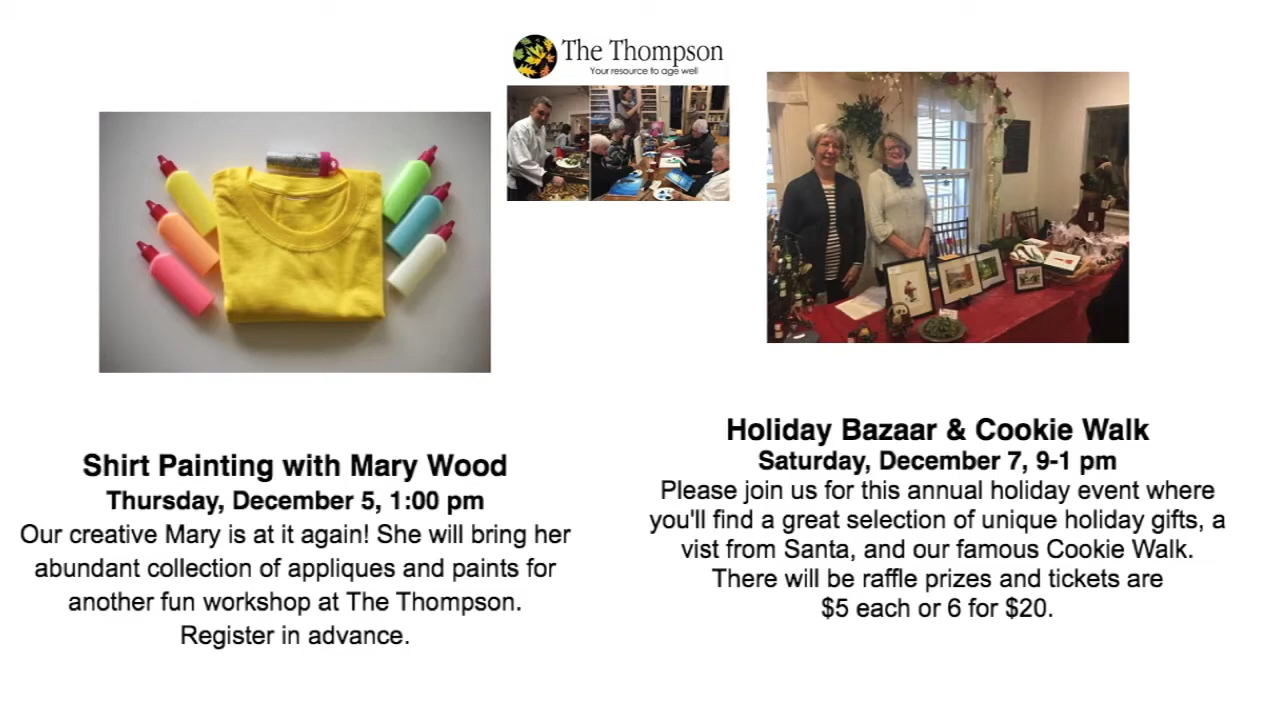 The Thompson
Your resource to age well
Shirt Painting with Mary Wood
Thursday, December 5, 1:00 pm
Our creative Mary is at it again! She will bring her
abundant collection of appliques and paints for
another fun workshop at The Thompson.
Register in advance.
Holiday Bazaar & Cookie Walk
Saturday, December 7, 9-1 pm
Please join us for this annual holiday event where
you'll find a great selection of unique holiday gifts, a
vist from Santa, and our famous Cookie Walk.
There will be raffle prizes and tickets are
$5 each or 6 for $20.